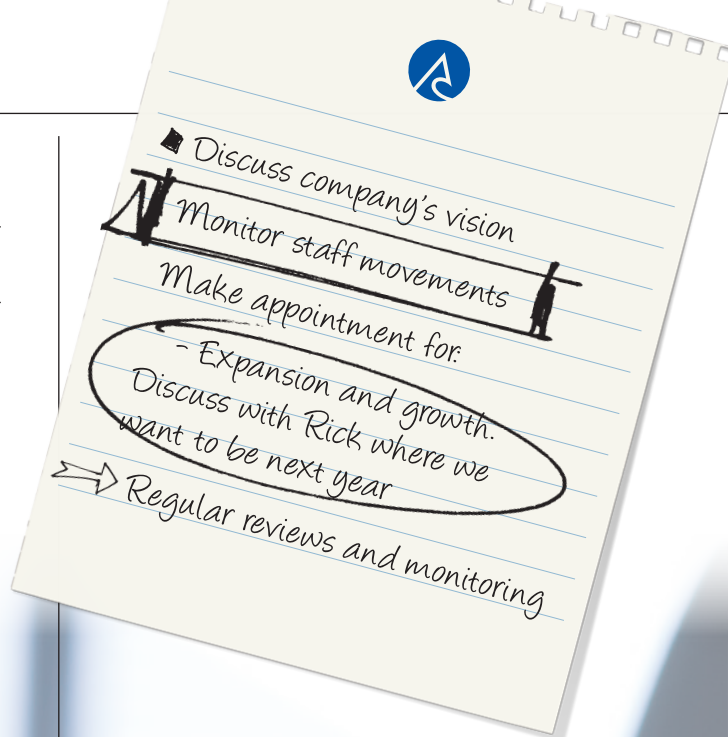 Discuss company's vision
Monitor staff movements
Make appointment for:
- Expansion and growth.
Discuss with Rick where we
want to be next year
Regular reviews and monitoring